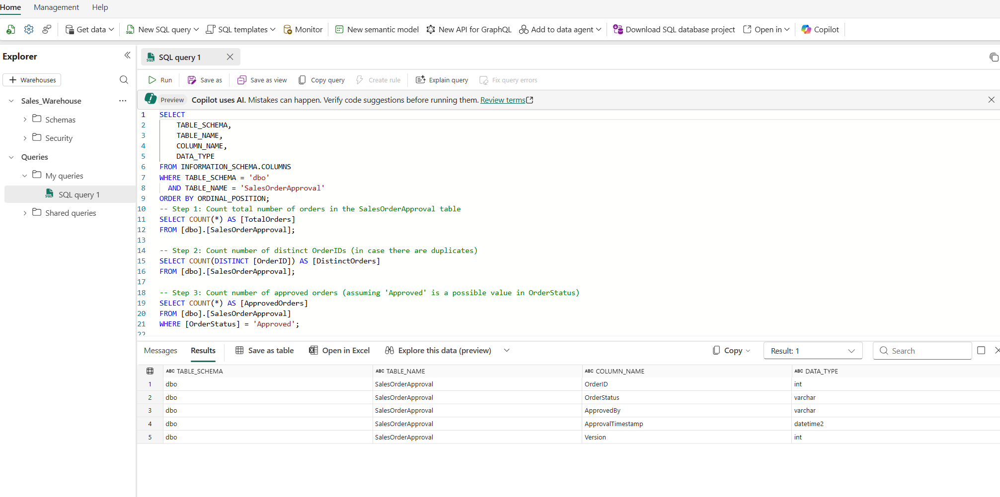 Home Management Help
Get data New SQL query SQL templates Monitor New semantic model New API for GraphQL Add to data agent Download SQL database project Open in Copilot
Explorer
Warehouses
Sales_Warehouse
Schemas
Security
Queries
My queries
SQL query 1
Shared queries
SQL query 1
Run Save as Save as view Copy query Create rule Explain query Fix query errors
Preview Copilot uses AI. Mistakes can happen. Verify code suggestions before running them. Review terms
1 SELECT
2 TABLE_SCHEMA,
3 TABLE_NAME,
4 COLUMN_NAME,
5 DATA_TYPE
6 FROM INFORMATION_SCHEMA.COLUMNS
7 WHERE TABLE_SCHEMA = 'dbo'
8 AND TABLE_NAME = 'SalesOrderApproval'
9 ORDER BY ORDINAL_POSITION;
10 -- Step 1: Count total number of orders in the SalesOrderApproval table
11 SELECT COUNT(*) AS [TotalOrders]
12 FROM [dbo].[SalesOrderApproval];
13
14 -- Step 2: Count number of distinct OrderIDs (in case there are duplicates)
15 SELECT COUNT(DISTINCT [OrderID]) AS [DistinctOrders]
16 FROM [dbo].[SalesOrderApproval];
17
18 -- Step 3: Count number of approved orders (assuming 'Approved' is a possible value in OrderStatus)
19 SELECT COUNT(*) AS [ApprovedOrders]
20 FROM [dbo].[SalesOrderApproval]
21 WHERE [OrderStatus] = 'Approved';
22
Messages Results Save as table Open in Excel Explore this data (preview) Copy Result: 1 Search
ABC TABLE_SCHEMA ABC TABLE_NAME ABC COLUMN_NAME ABC DATA_TYPE
1 dbo SalesOrderApproval OrderID int
2 dbo SalesOrderApproval OrderStatus varchar
3 dbo SalesOrderApproval ApprovedBy varchar
4 dbo SalesOrderApproval ApprovalTimestamp datetime2
5 dbo SalesOrderApproval Version int